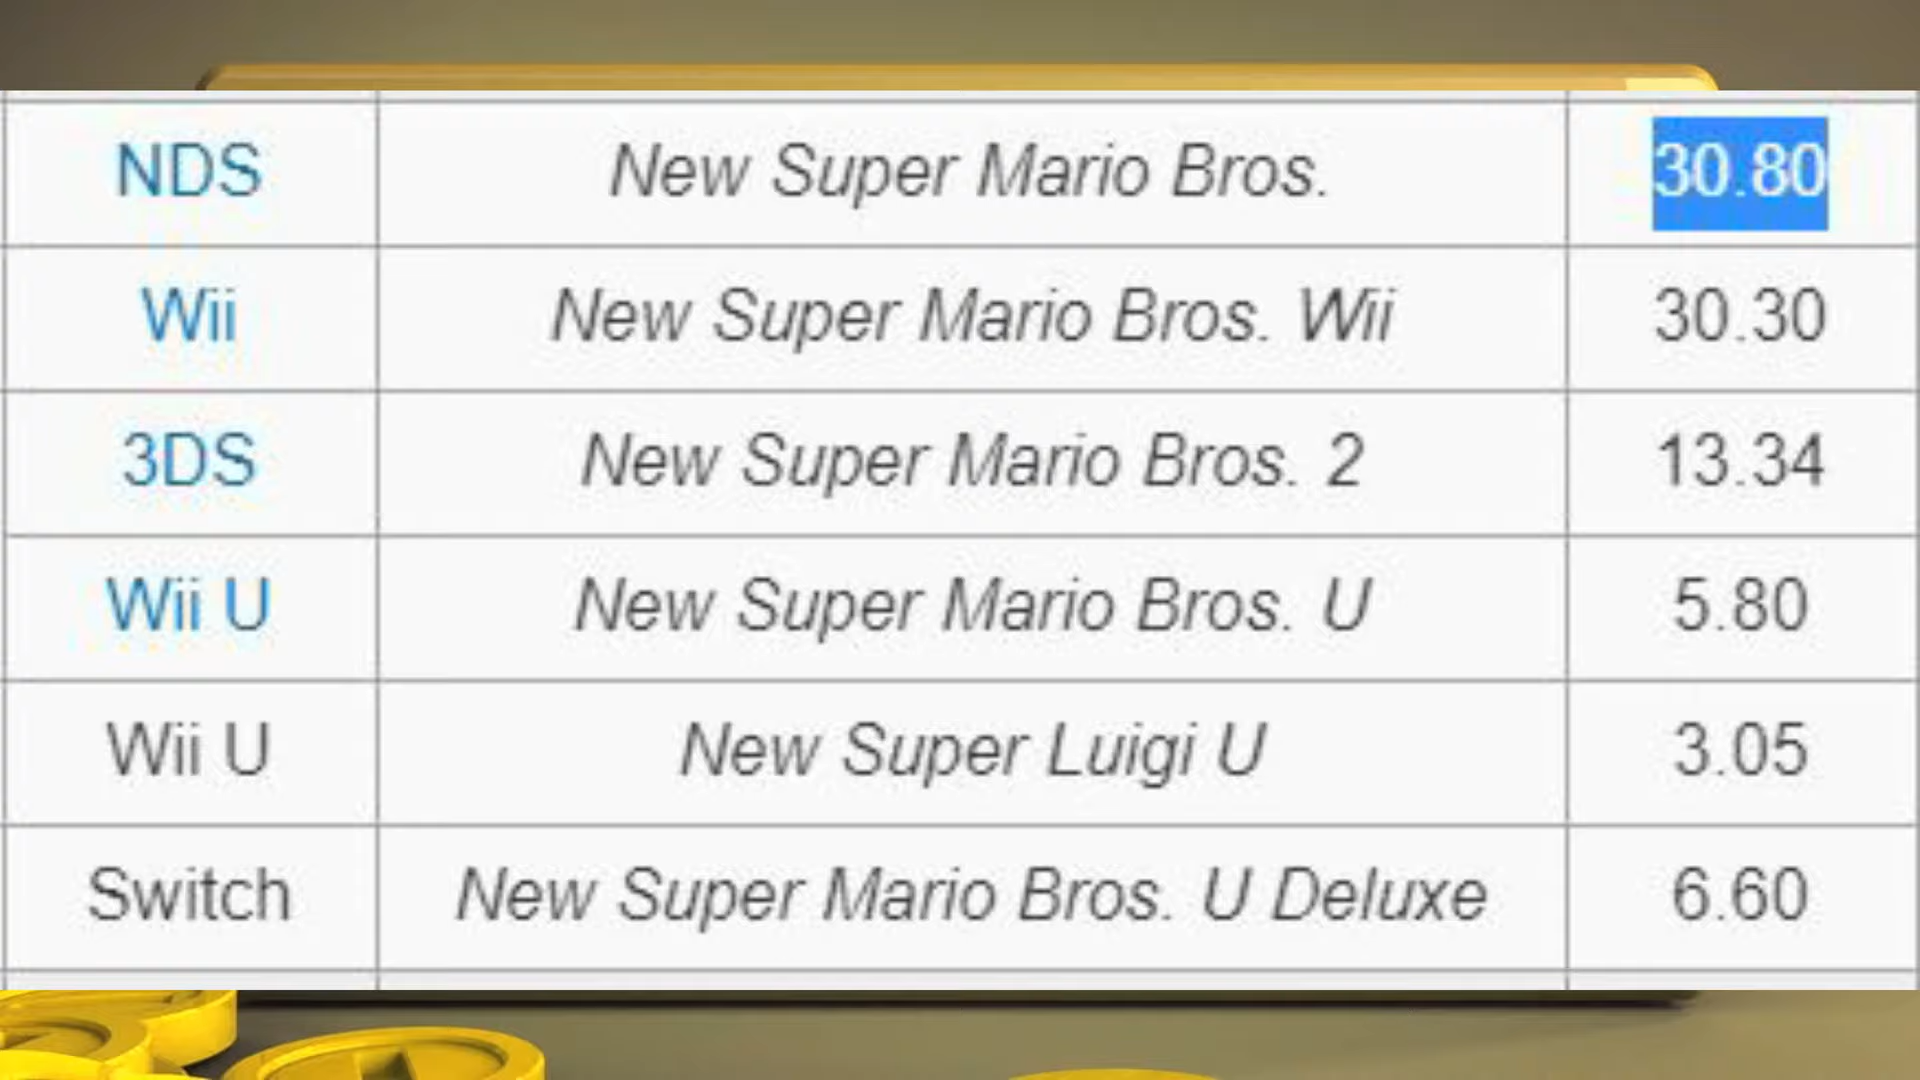 NDS New Super Mario Bros. 30.80
Wii New Super Mario Bros. Wii 30.30
3DS New Super Mario Bros. 2 13.34
Wii U New Super Mario Bros. U 5.80
Wii U New Super Luigi U 3.05
Switch New Super Mario Bros. U Deluxe 6.60